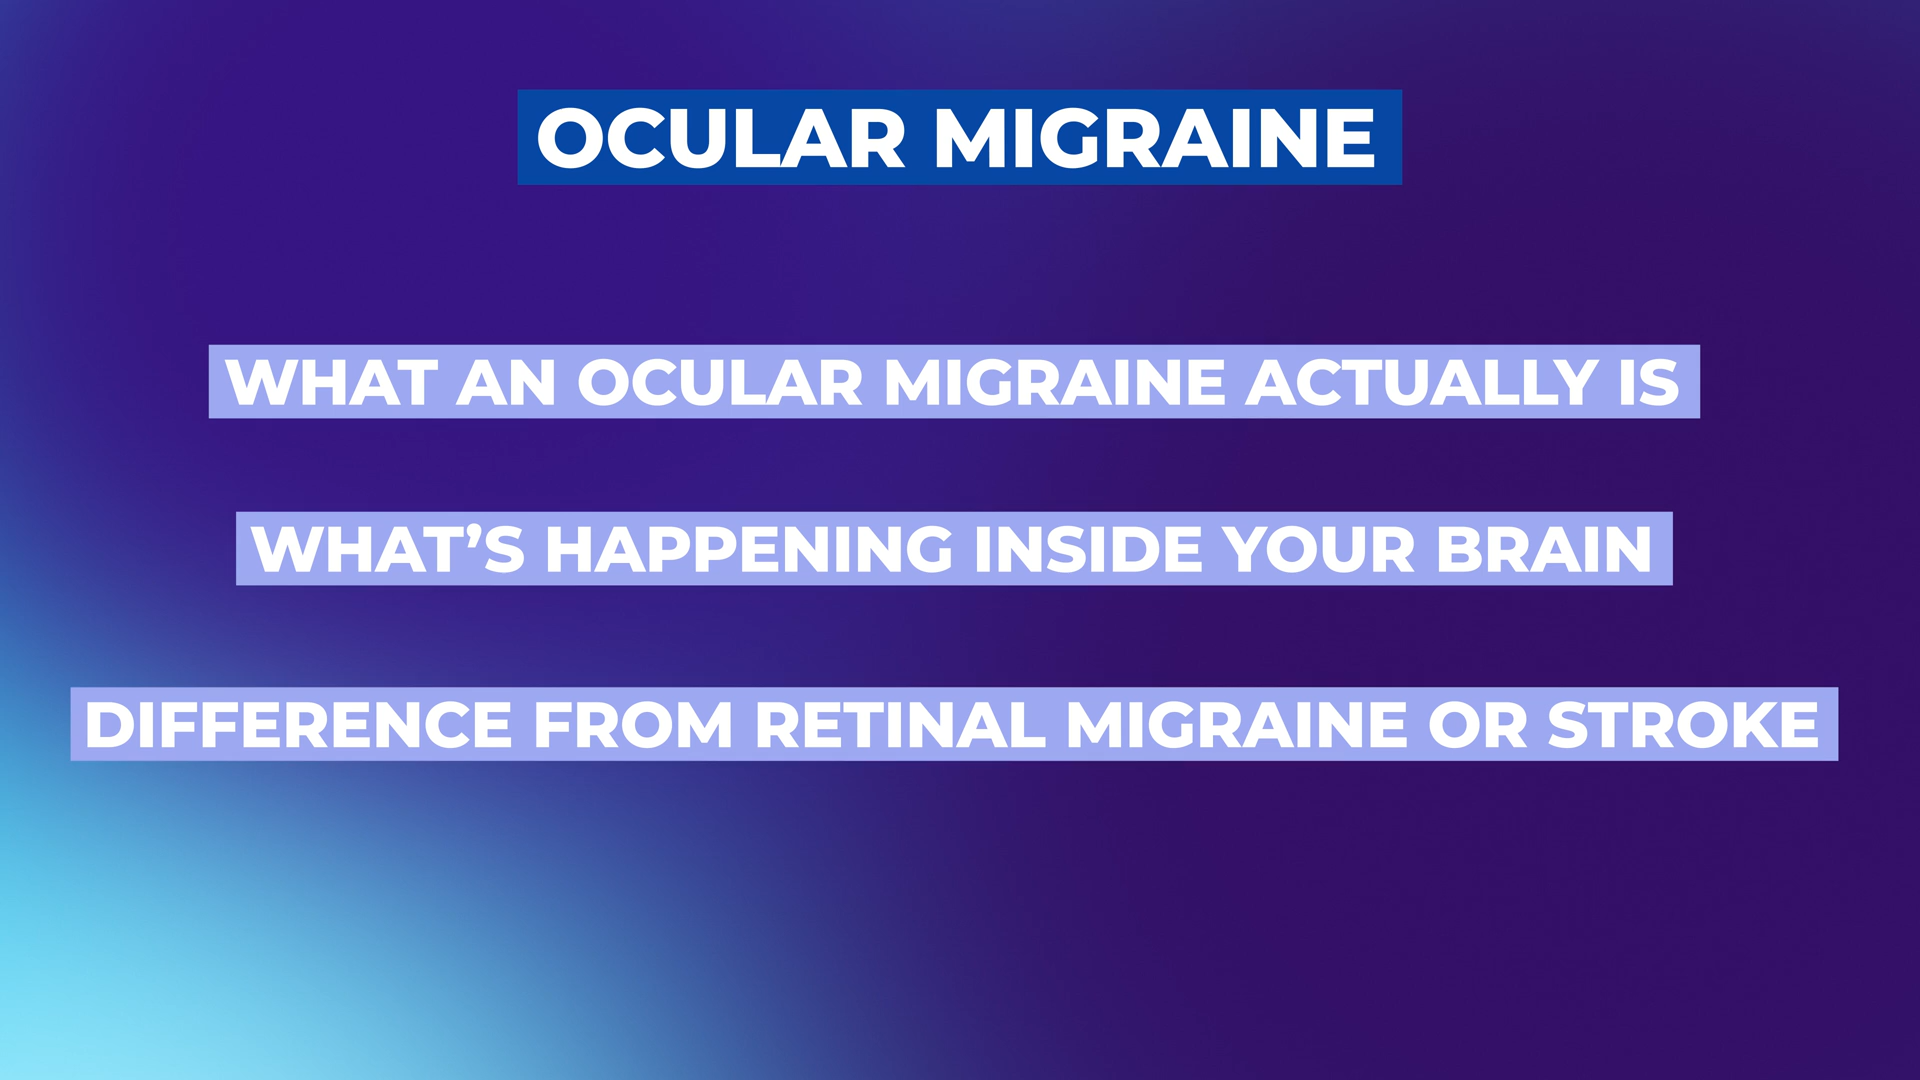 OCULAR MIGRAINE
WHAT AN OCULAR MIGRAINE ACTUALLY IS
WHAT’S HAPPENING INSIDE YOUR BRAIN
DIFFERENCE FROM RETINAL MIGRAINE OR STROKE